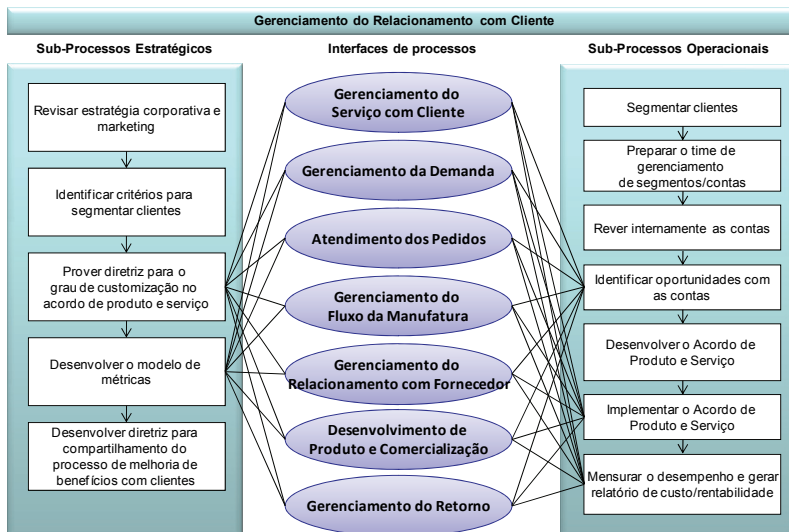 Gerenciamento do Relacionamento com Cliente
Sub-Processos Estratégicos
Revisar estratégia corporativa e
marketing
Identificar critérios para
segmentar clientes
Prover diretriz para o
grau de customização no
acordo de produto e serviço
Desenvolver o modelo de
métricas
Desenvolver diretriz para
compartilhamento do
processo de melhoria de
benefícios com clientes
Interfaces de processos
Gerenciamento do
Serviço com Cliente
Gerenciamento da Demanda
Atendimento dos Pedidos
Gerenciamento do
Fluxo da Manufatura
Gerenciamento do
Relacionamento com Fornecedor
Desenvolvimento de
Produto e Comercialização
Gerenciamento do Retorno
Sub-Processos Operacionais
Segmentar clientes
Preparar o time de
gerenciamento
de segmentos/contas
Rever internamente as contas
Identificar oportunidades com
as contas
Desenvolver o Acordo de
Produto e Serviço
Implementar o Acordo de
Produto e Serviço
Mensurar o desempenho e gerar
relatório de custo/rentabilidade